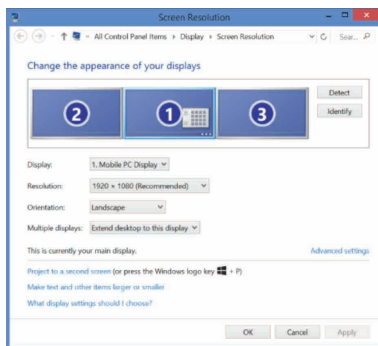 Screen Resolution
All Control Panel Items Display Screen Resolution Sear...
Change the appearance of your displays
2 1 3
Detect
Identify
Display: 1. Mobile PC Display
Resolution: 1920 × 1080 (Recommended)
Orientation: Landscape
Multiple displays: Extend desktop to this display
This is currently your main display. Advanced settings
Project to a second screen (or press the Windows logo key + P)
Make text and other items larger or smaller
What display settings should I choose?
OK Cancel Apply